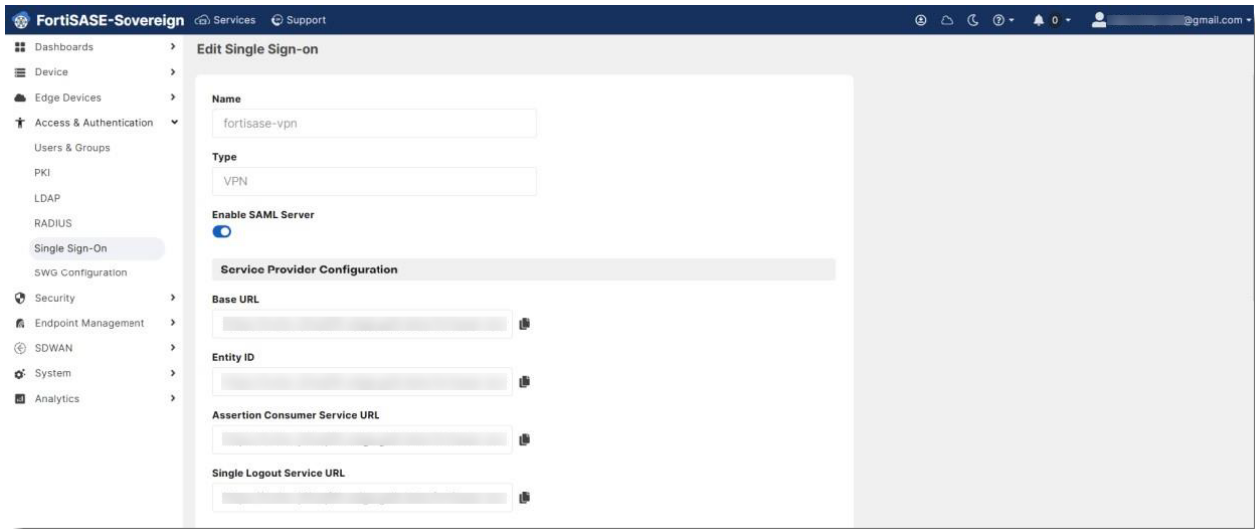 FortiSASE-Sovereign Services Support 0 @gmail.com
Dashboards
Device
Edge Devices
Access & Authentication
Users & Groups
PKI
LDAP
RADIUS
Single Sign-On
SWG Configuration
Security
Endpoint Management
SDWAN
System
Analytics
Edit Single Sign-on
Name
fortisase-vpn
Type
VPN
Enable SAML Server
Service Provider Configuration
Base URL
Entity ID
Assertion Consumer Service URL
Single Logout Service URL